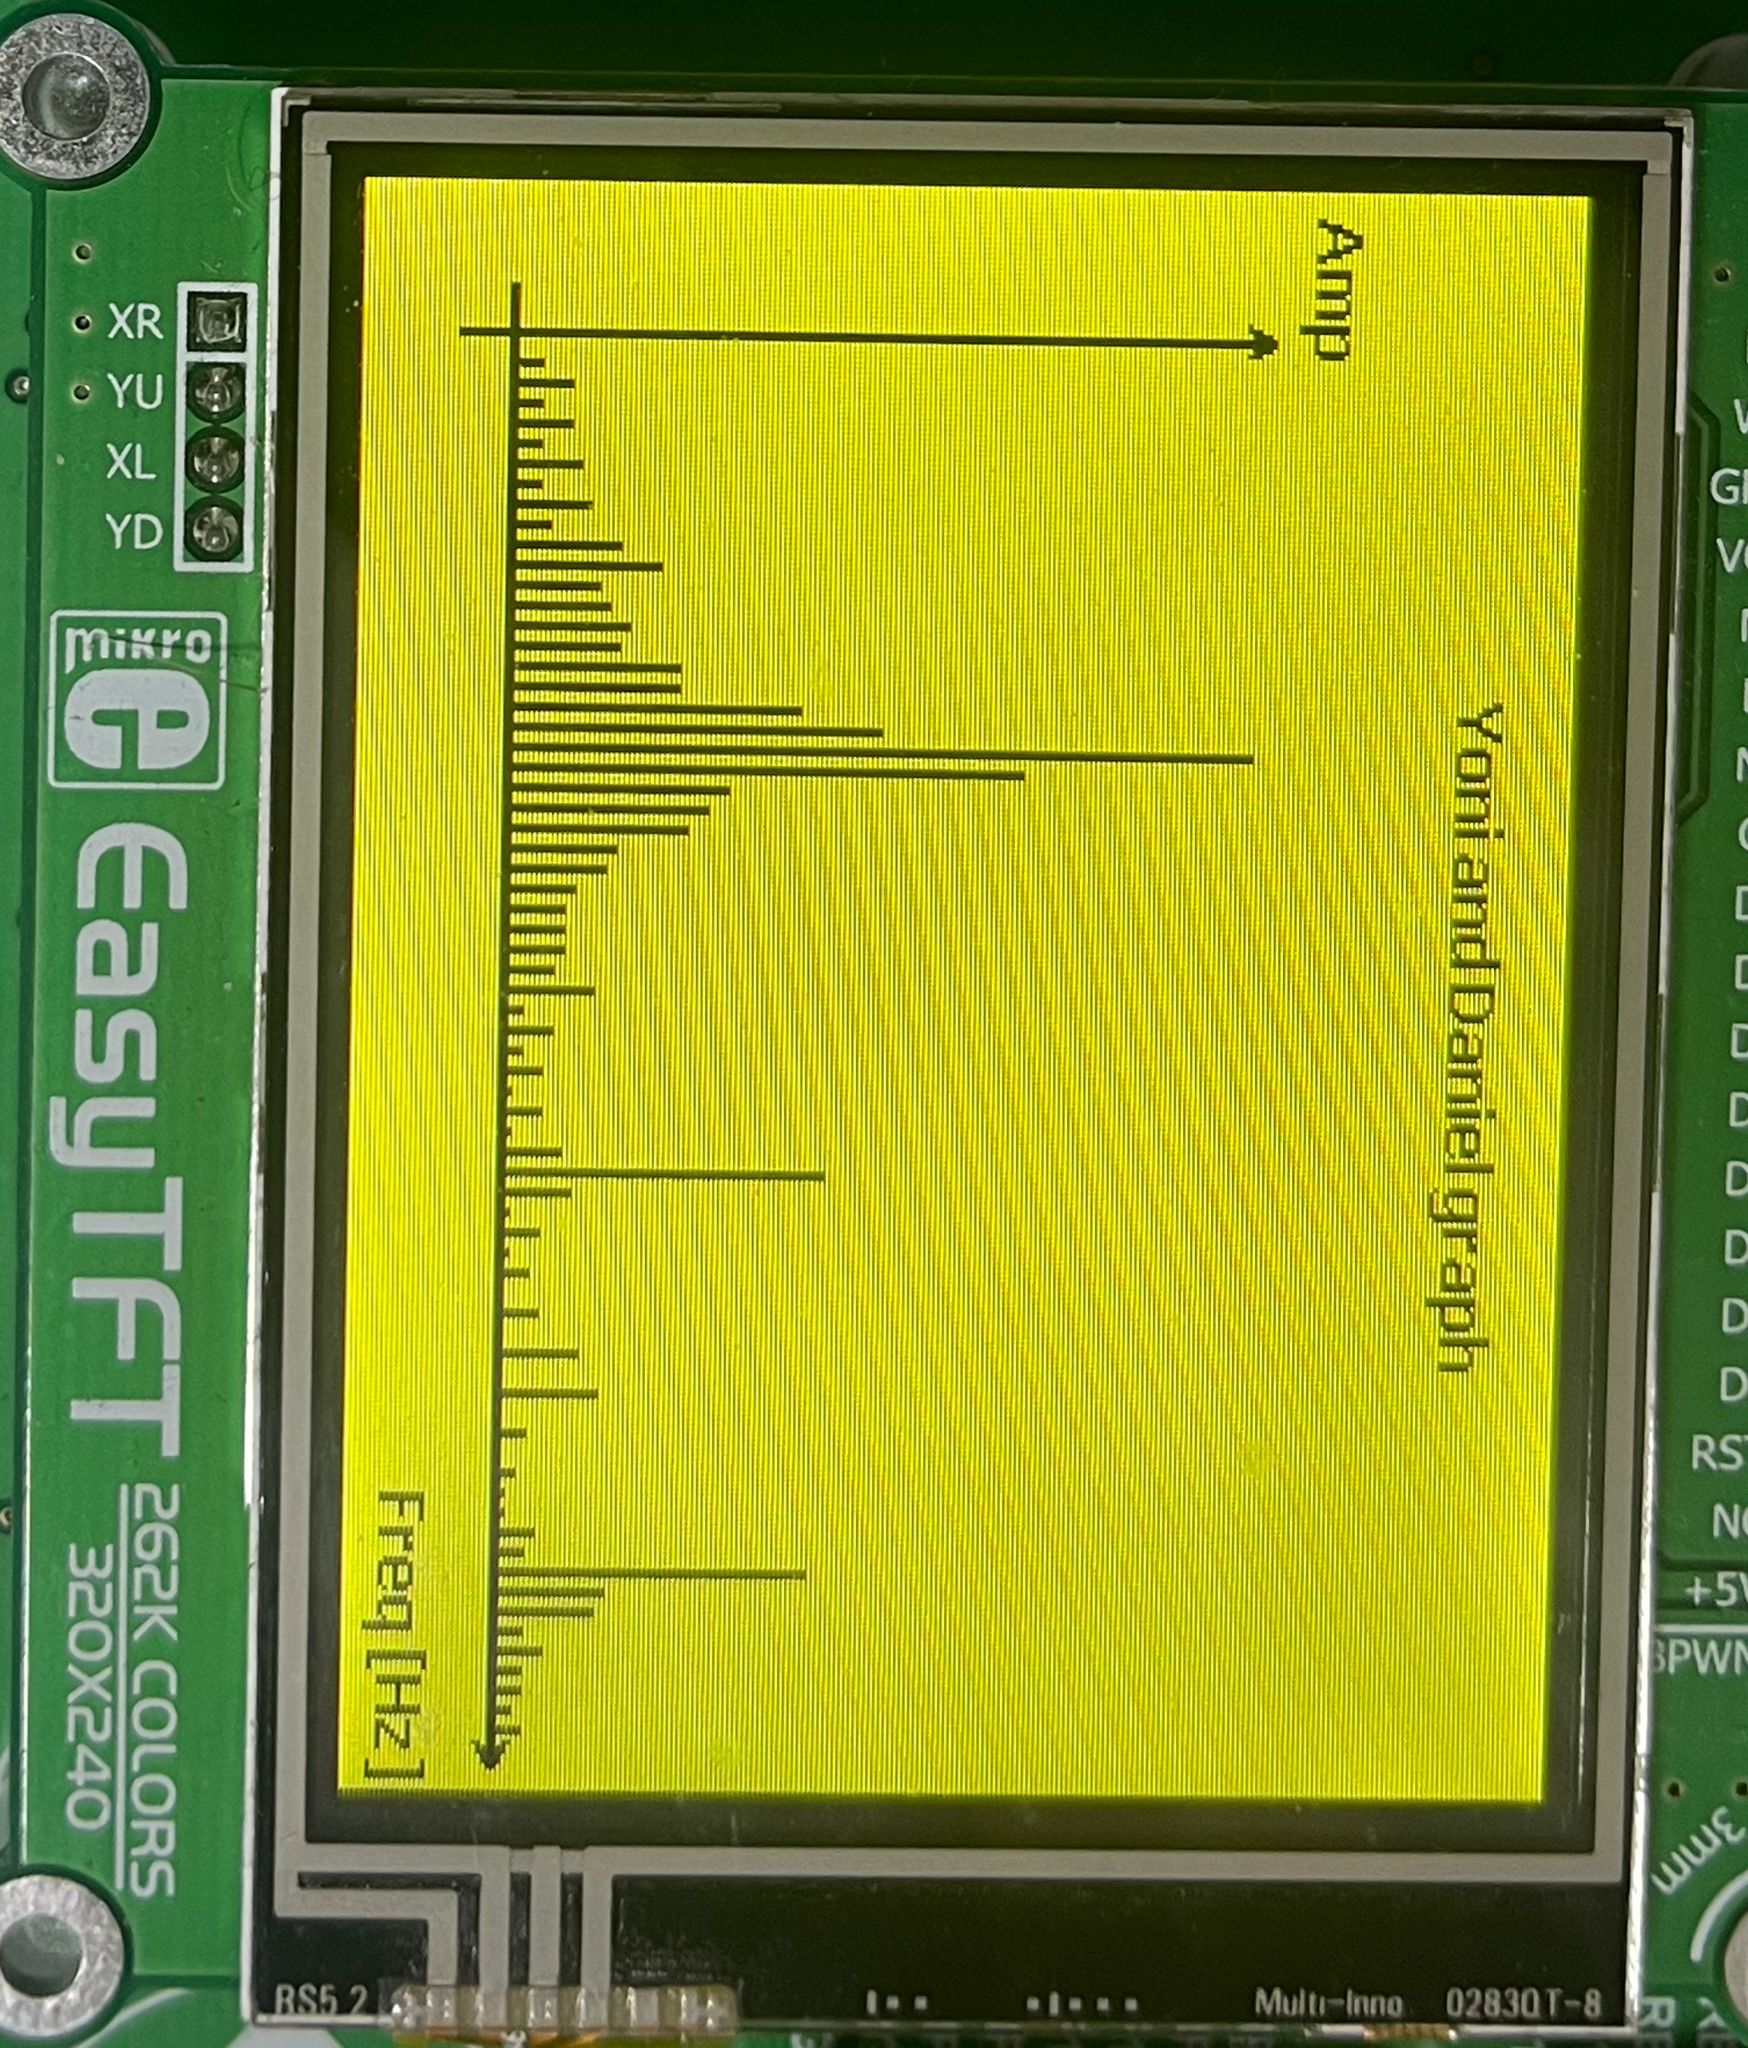 RST
+5V
3mm
Yoni and Daniel graph
Amp
Freq [Hz]
Multi-Inno 02830T-8
RS5.2
XR
YU
XL
YD
mikro
e
EasyTFT
262K COLORS
320X240